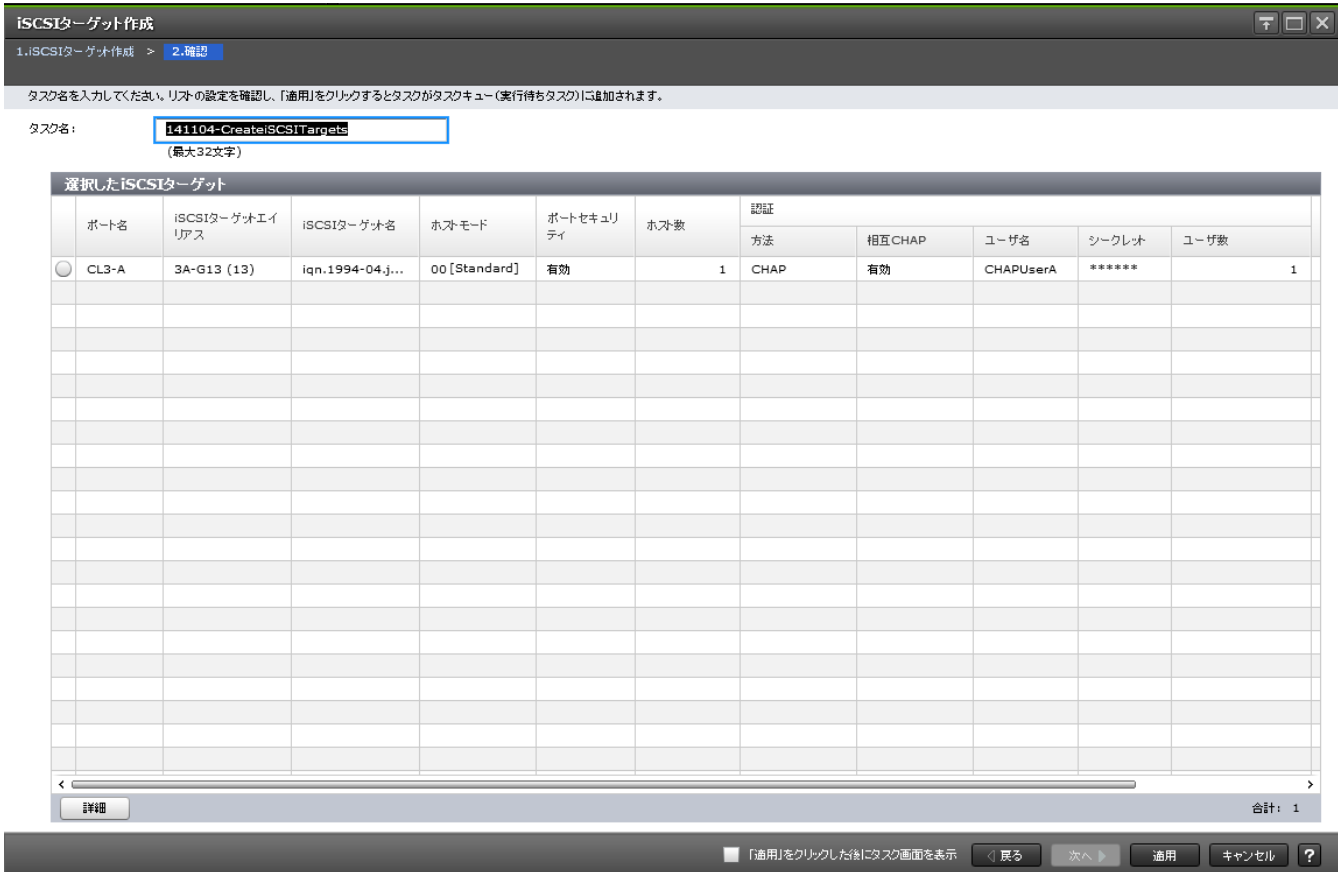 iSCSIターゲット作成
1.iSCSIターゲット作成 > 2.確認
タスク名を入力してください。リストの設定を確認し、「適用」をクリックするとタスクがタスクキュー(実行待ちタスク)に追加されます。
タスク名: 141104-CreateiSCSITargets
(最大32文字)
選択したiSCSIターゲット
ポート名 iSCSIターゲットエイリアス iSCSIターゲット名 ホストモード ポートセキュリティ ホスト数 認証
方法 相互CHAP ユーザ名 シークレット ユーザ数
CL3-A 3A-G13 (13) iqn.1994-04.j... 00[Standard] 有効 1 CHAP 有効 CHAPUserA ****** 1
詳細 合計: 1
「適用」をクリックした後にタスク画面を表示 戻る 次へ 適用 キャンセル ?